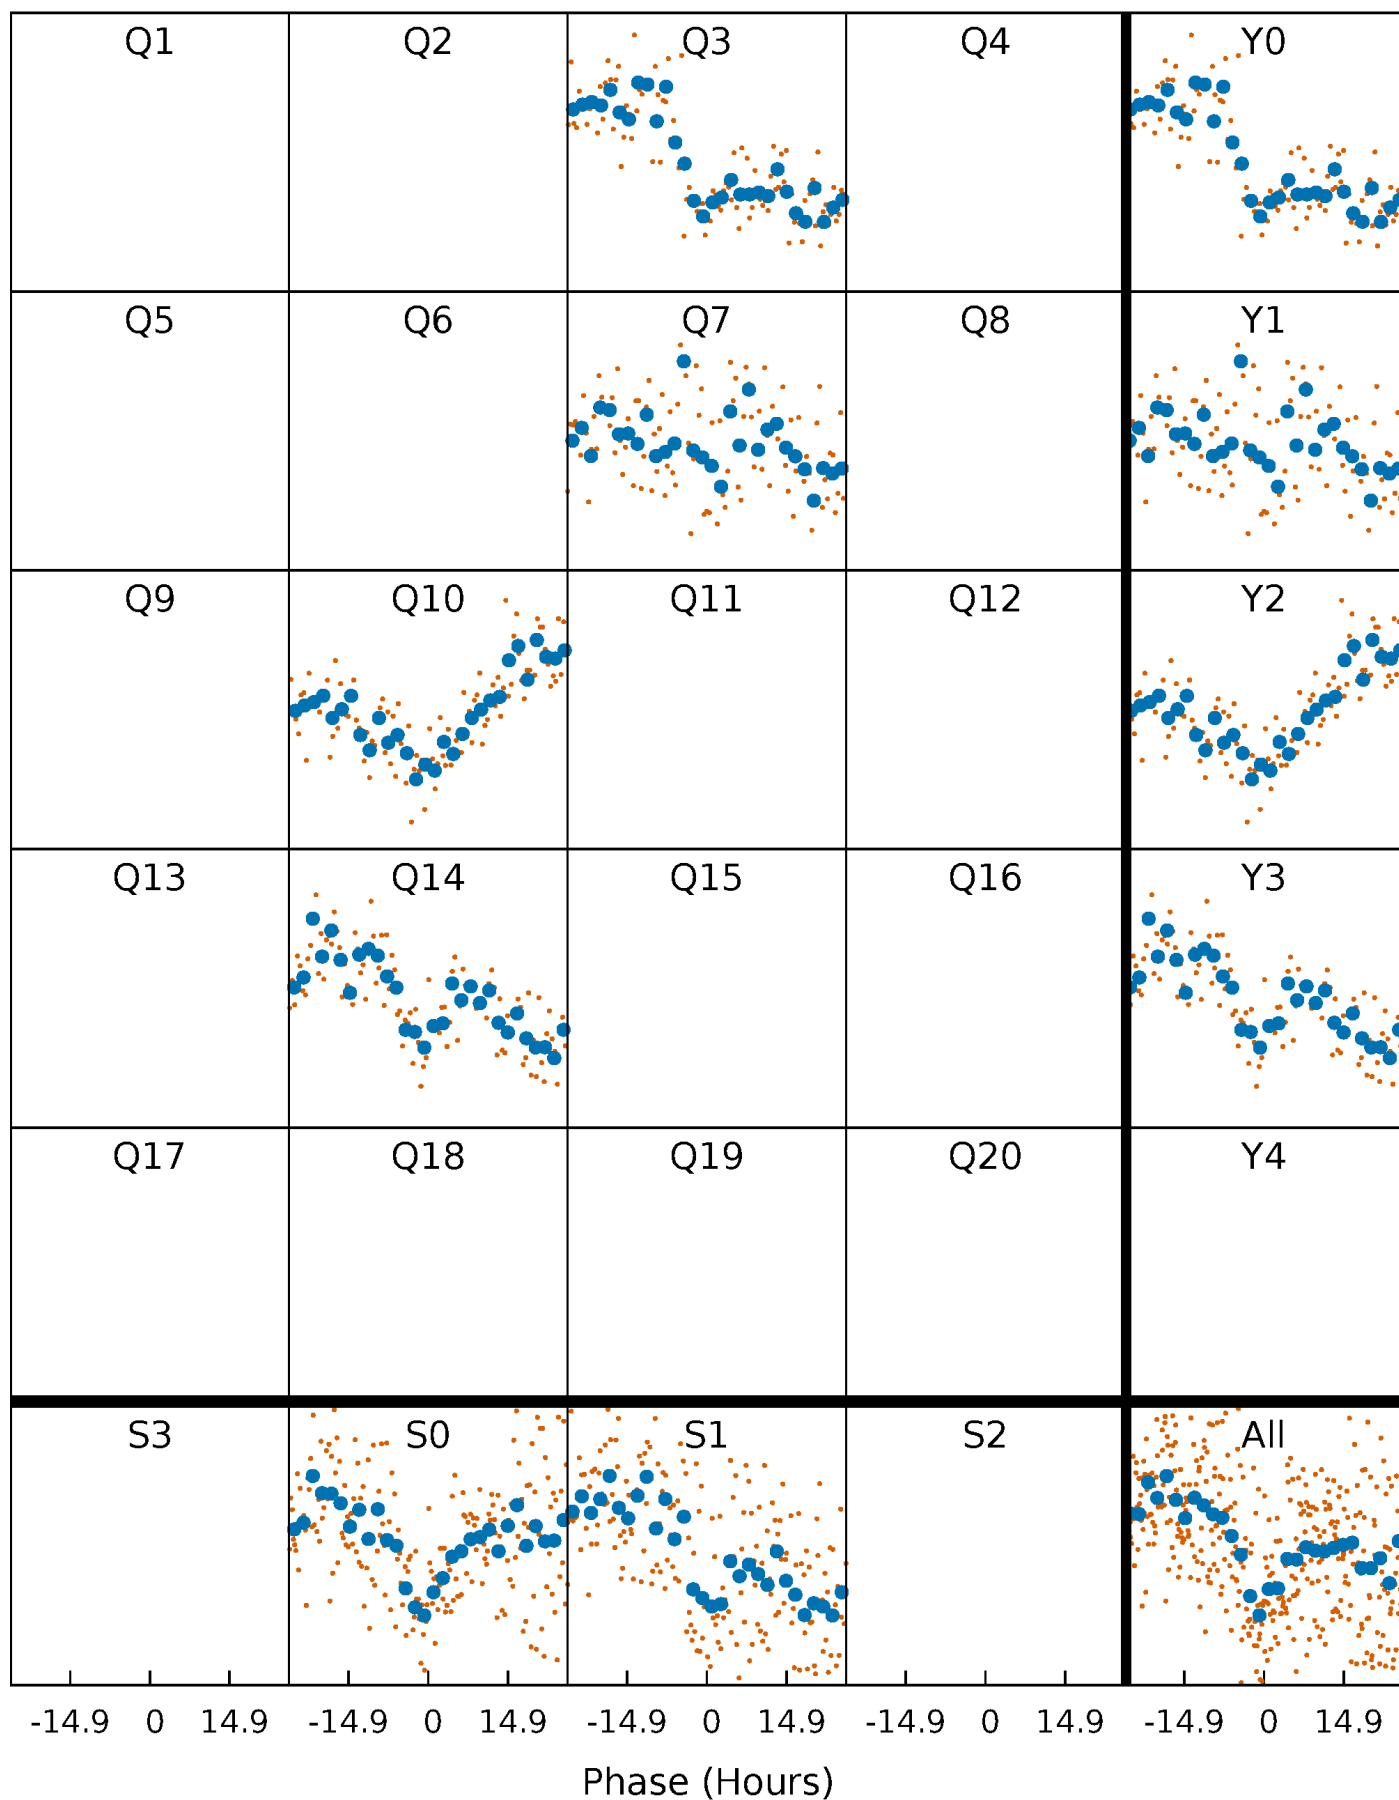 Q1 Q2 Q3 Q4 Y0
Q5 Q6 Q7 Q8 Y1
Q9 Q10 Q11 Q12 Y2
Q13 Q14 Q15 Q16 Y3
Q17 Q18 Q19 Q20 Y4
S3 S0 S1 S2 All
-14.9 0 14.9 -14.9 0 14.9 -14.9 0 14.9 -14.9 0 14.9 -14.9 0 14.9
Phase (Hours)